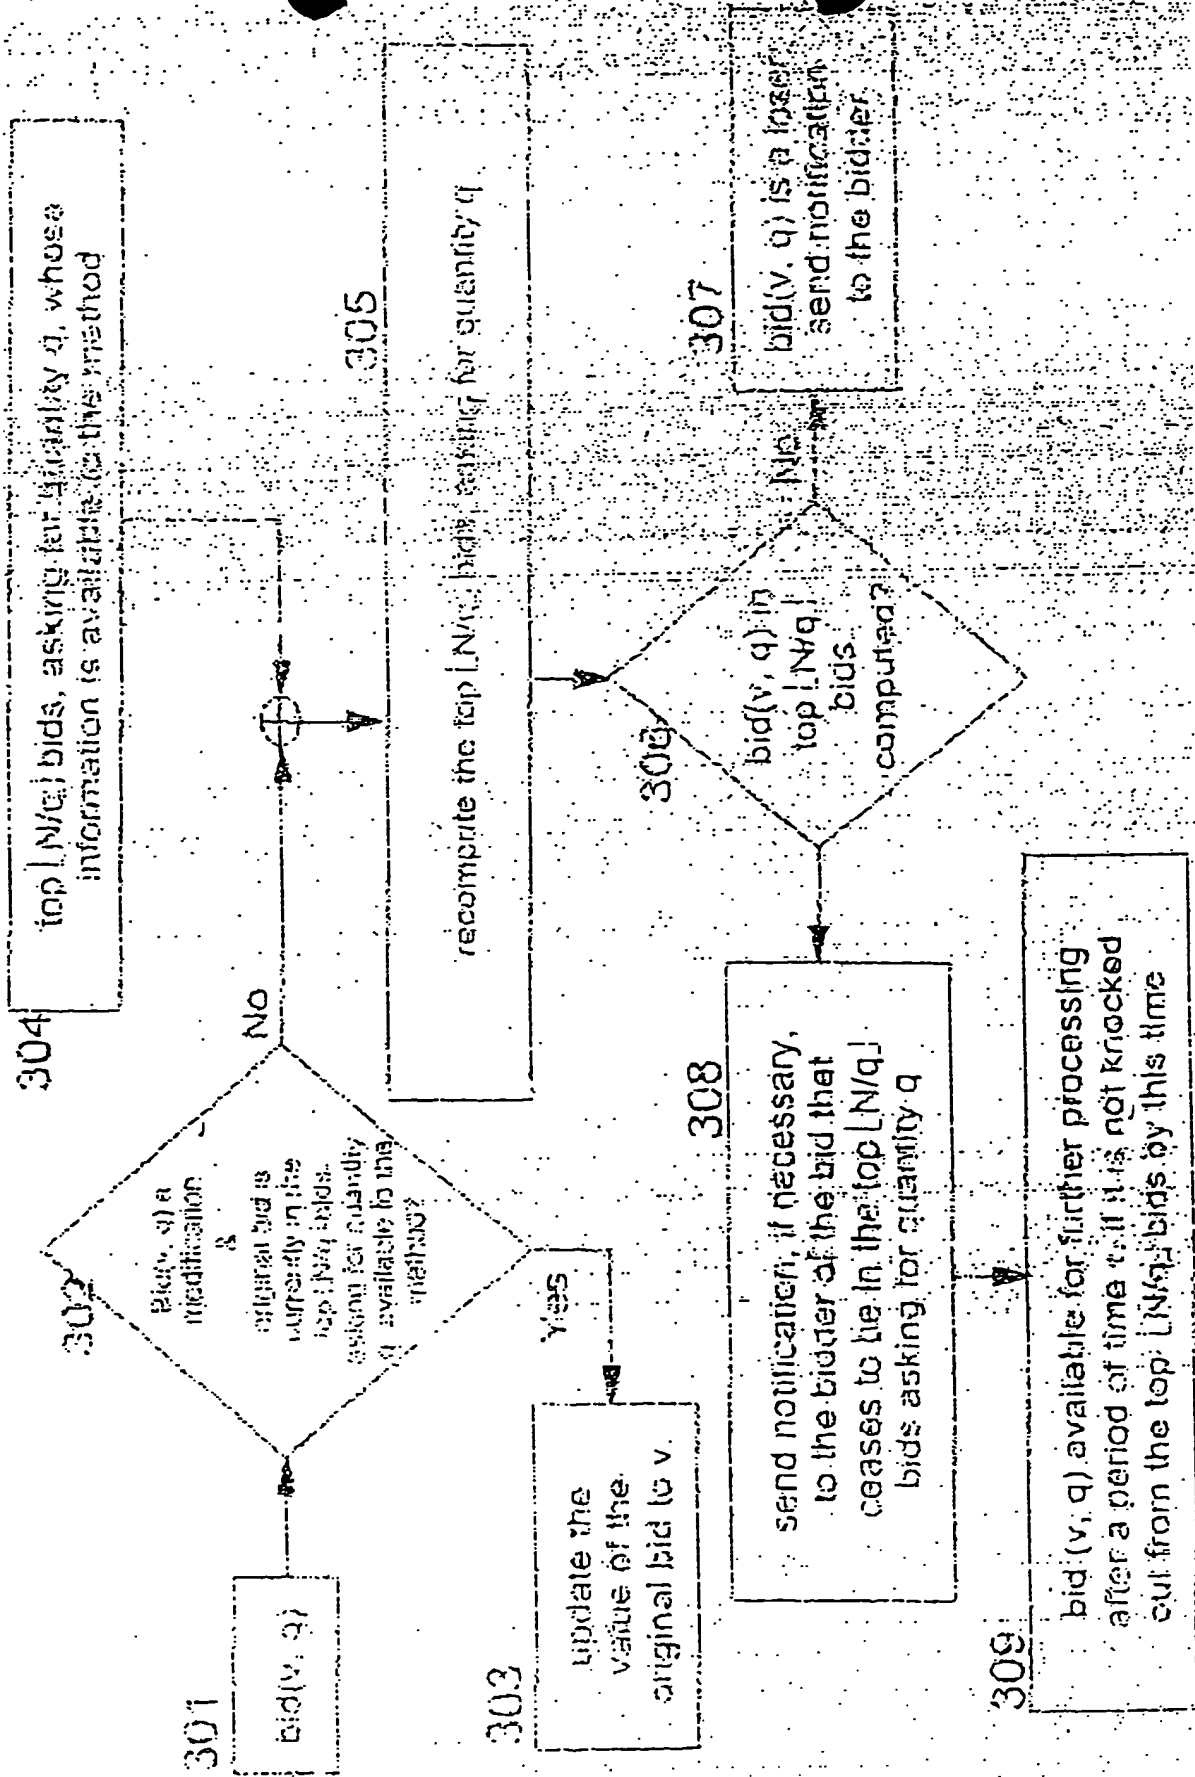 301
bid(v, q)
302
Bid(v, q) a
modification
&
original bid is
currently in the
top ⌊N/q⌋ bids
asking for quantity
q available to the
method?
Yes
No
303
update the
value of the
original bid to v.
304
top ⌊N/q⌋ bids, asking for quantity q, whose
information is available to the method
305
recompute the top ⌊N/q⌋ bids, asking for quantity q
306
bid(v, q) in
top ⌊N/q⌋
bids
computed?
No
307
bid(v, q) is a loser
send notification
to the bidder
308
send notification, if necessary,
to the bidder of the bid that
ceases to lie in the top ⌊N/q⌋
bids asking for quantity q
309
bid (v, q) available for further processing
after a period of time if it is not knocked
out from the top ⌊N/q⌋ bids by this time